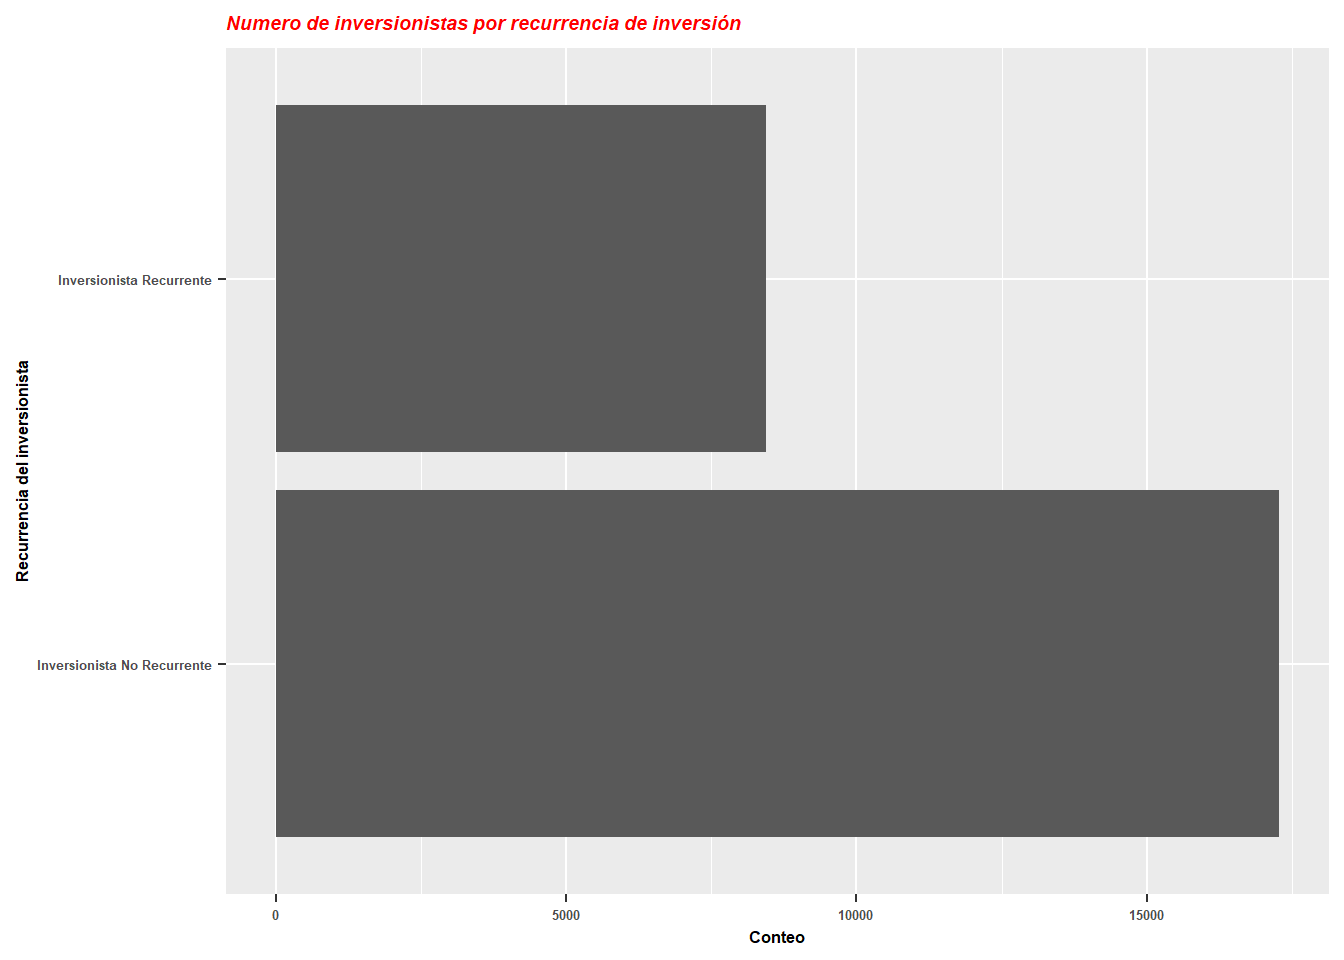 Numero de inversionistas por recurrencia de inversión
Recurrencia del inversionista
Inversionista Recurrente
Inversionista No Recurrente
0 5000 10000 15000
Conteo